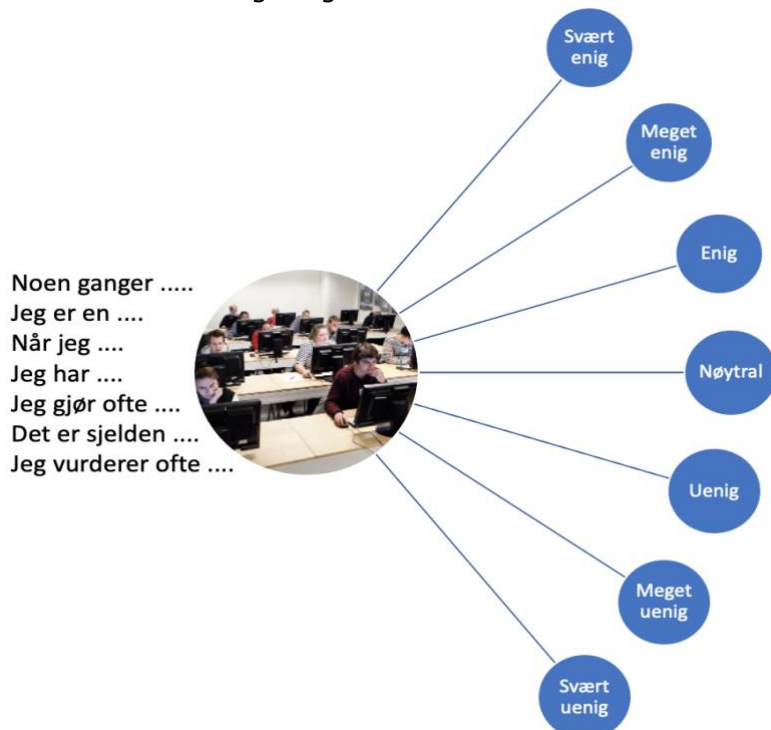 Noen ganger .....
Jeg er en ....
Når jeg ....
Jeg har ....
Jeg gjør ofte ....
Det er sjelden ....
Jeg vurderer ofte ....
Svært
enig
Meget
enig
Enig
Nøytral
Uenig
Meget
uenig
Svært
uenig